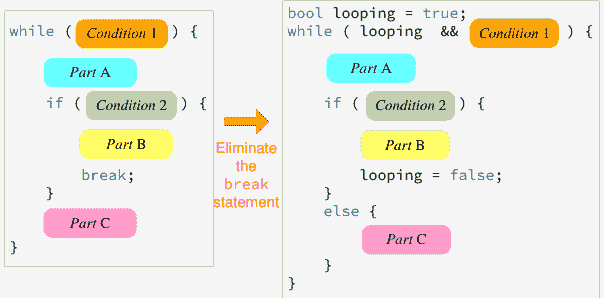 while ( Condition 1 ) {
Part A
if ( Condition 2 ) {
Part B
break;
}
Part C
}
Eliminate
the
break
statement
bool looping = true;
while ( looping && Condition 1 ) {
Part A
if ( Condition 2 ) {
Part B
looping = false;
}
else {
Part C
}
}